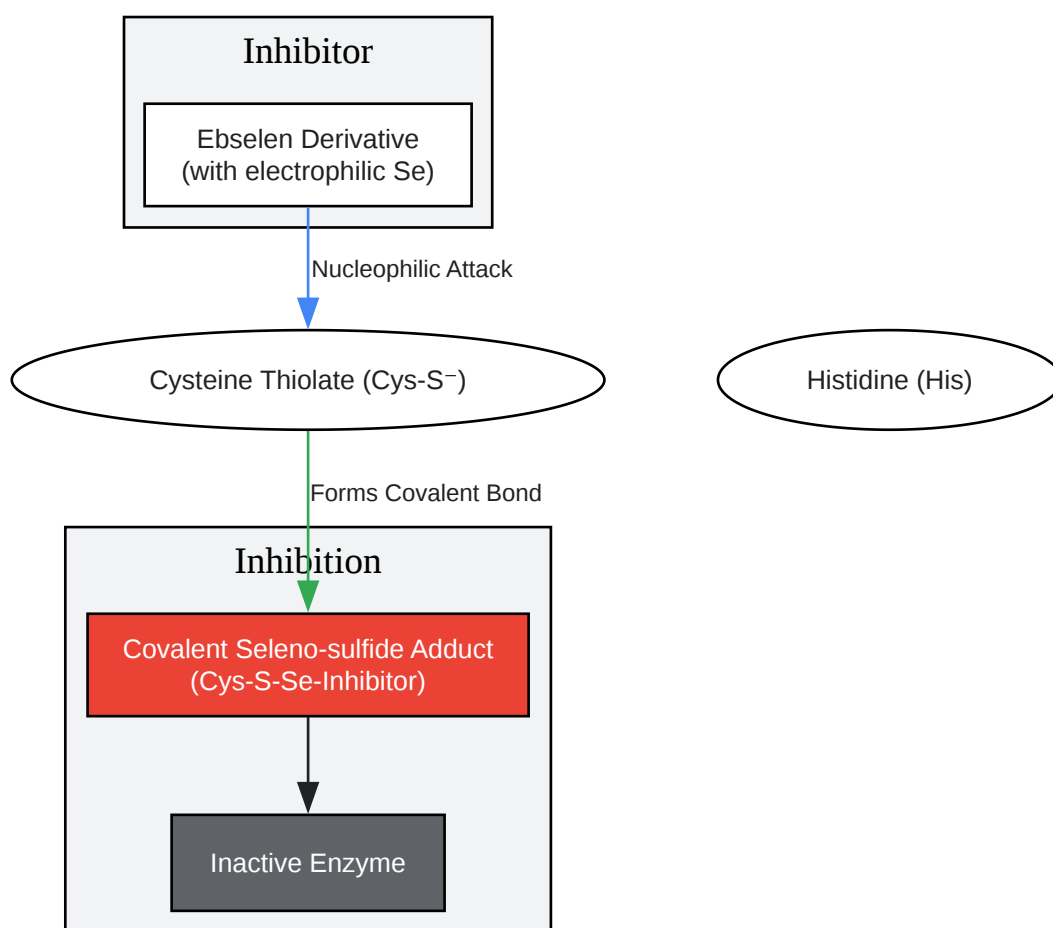 Inhibitor
Ebselen Derivative
(with electrophilic Se)
Nucleophilic Attack
Cysteine Thiolate (Cys-S⁻)
Histidine (His)
Forms Covalent Bond
Inhibition
Covalent Seleno-sulfide Adduct
(Cys-S-Se-Inhibitor)
Inactive Enzyme